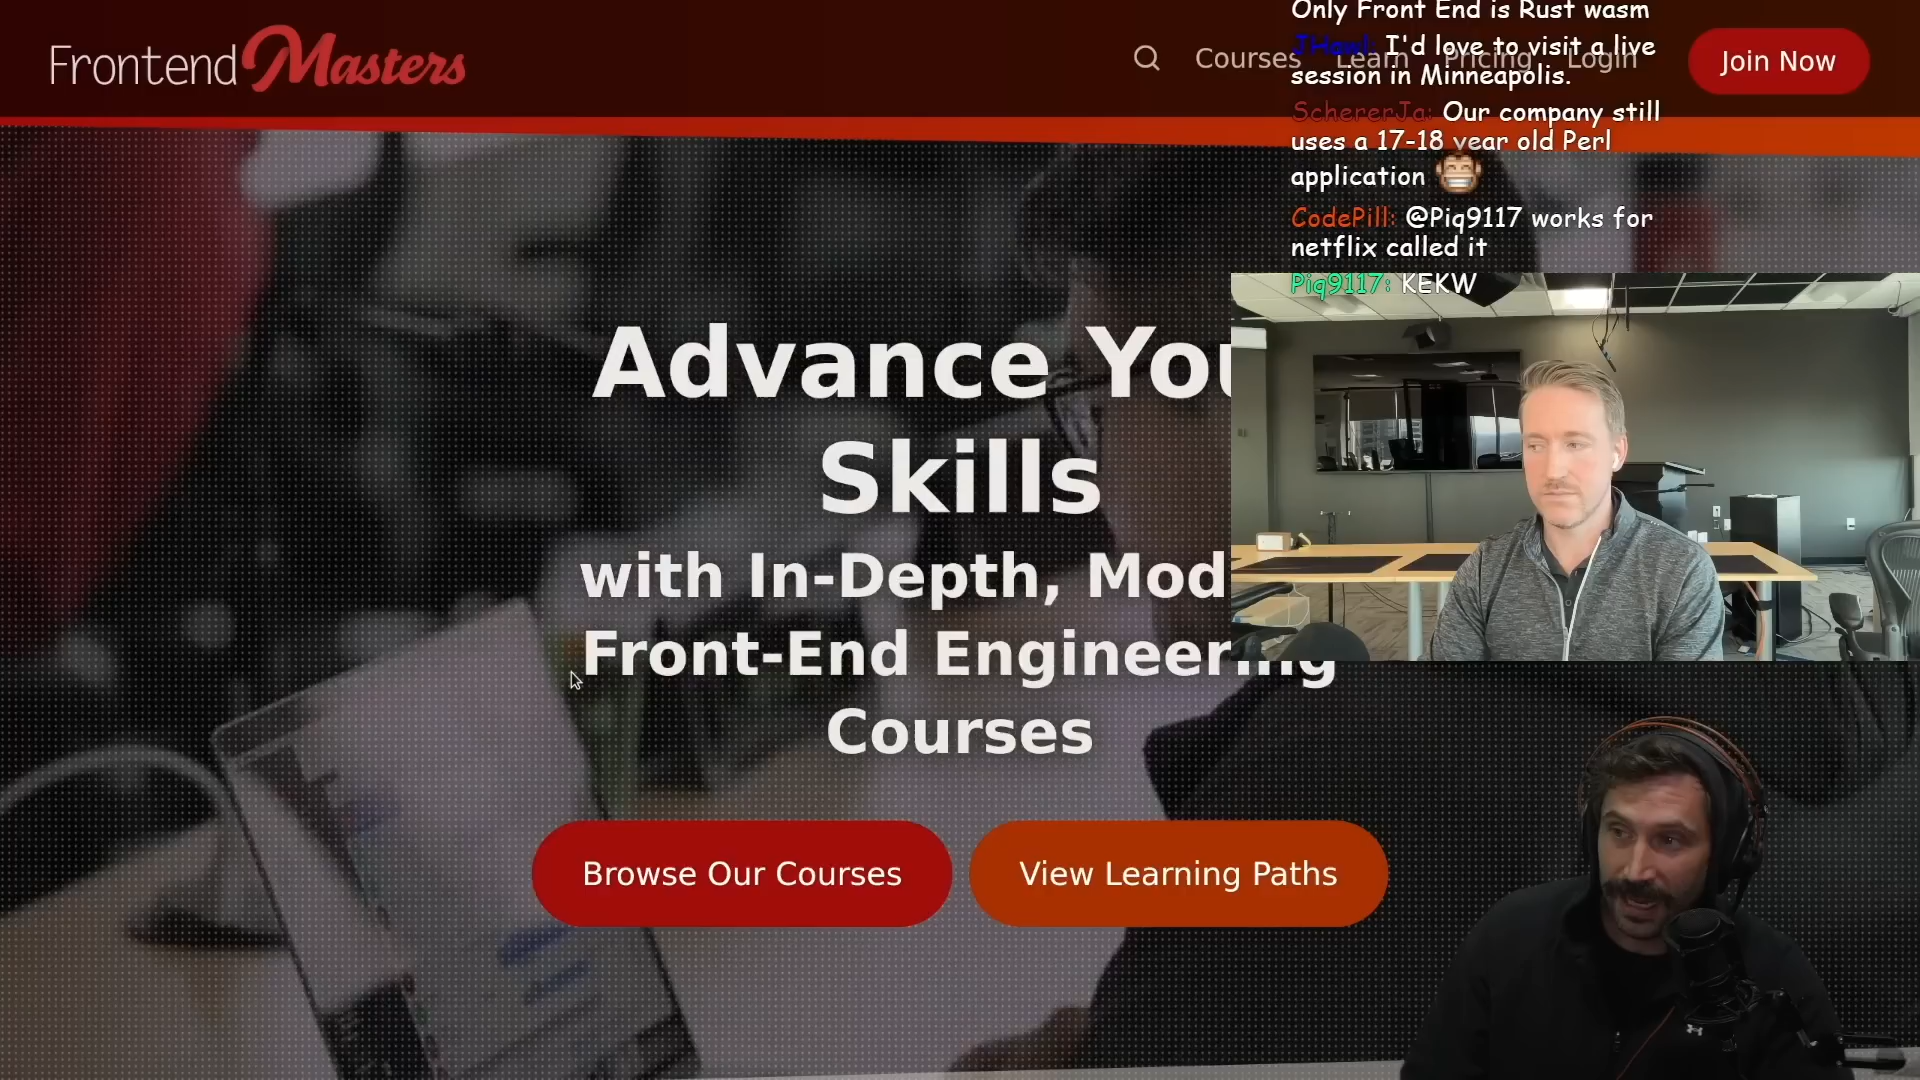 Frontend Masters
Courses
Learn
Pricing
Login
Join Now
Only Front End is Rust wasm
JHawl: I'd love to visit a live
session in Minneapolis.
SchererJa: Our company still
uses a 17-18 year old Perl
application
CodePill: @Piq9117 works for
netflix called it
Piq9117: KEKW
Advance You
Skills
with In-Depth, Mod
Front-End Engineering
Courses
Browse Our Courses
View Learning Paths